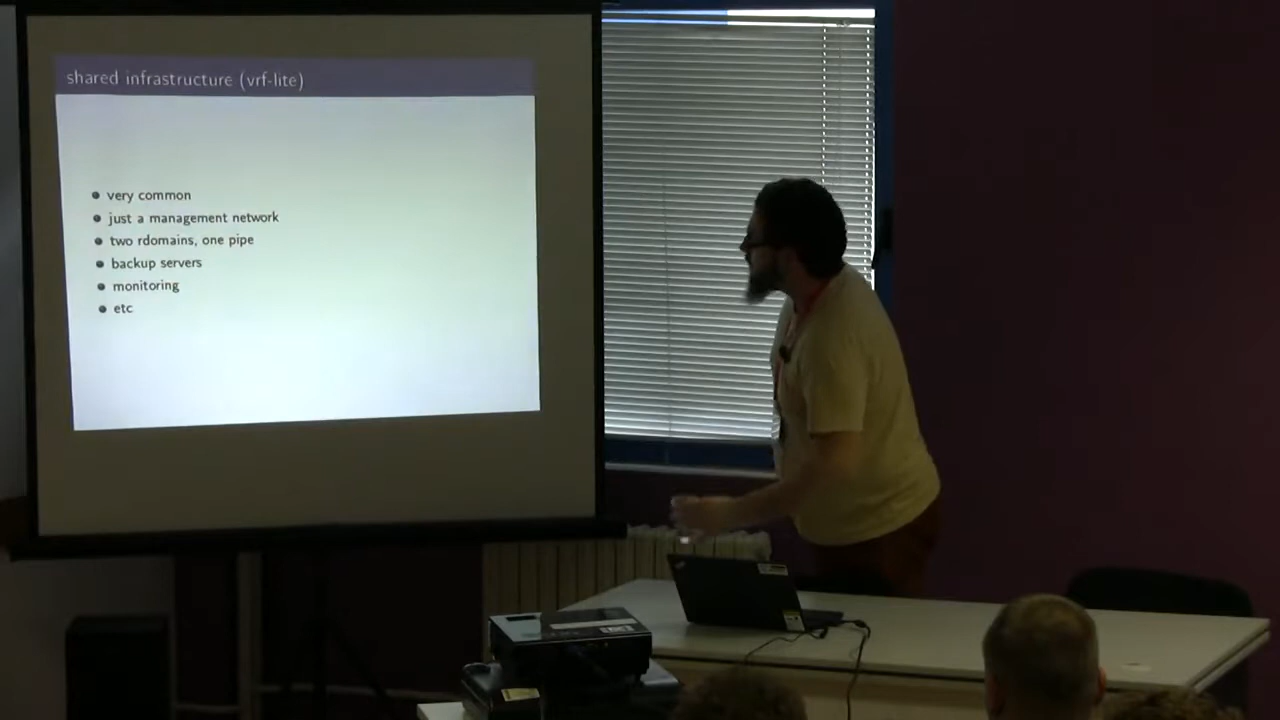 shared infrastructure (vrf-lite)
very common
just a management network
two rdomains, one pipe
backup servers
monitoring
etc